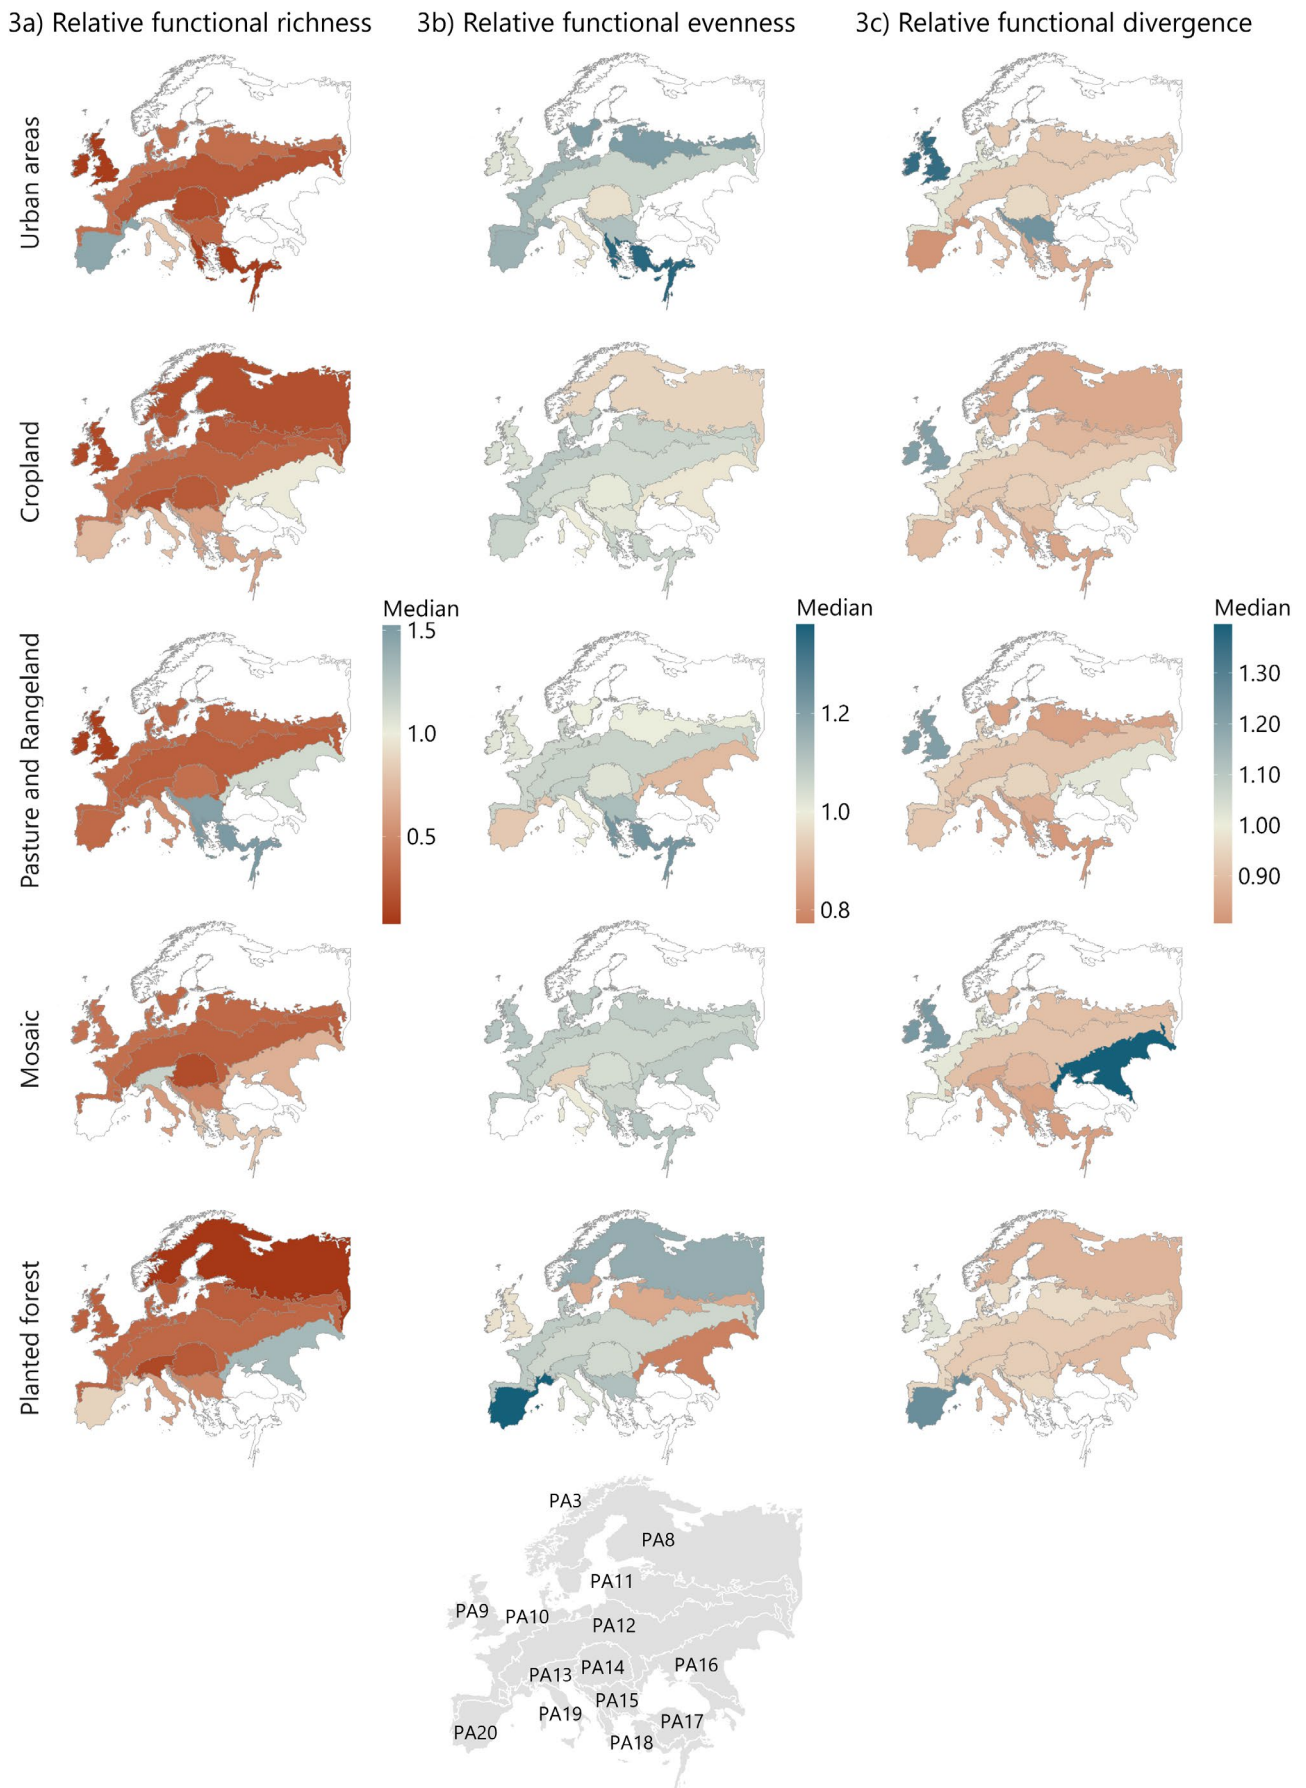 3a) Relative functional richness
3b) Relative functional evenness
3c) Relative functional divergence
Urban areas
Cropland
Pasture and Rangeland
Median
1.5
1.0
0.5
Median
1.2
1.0
0.8
Median
1.30
1.20
1.10
1.00
0.90
Mosaic
Planted forest
PA3
PA8
PA11
PA9
PA10
PA12
PA13
PA14
PA16
PA15
PA19
PA17
PA20
PA18